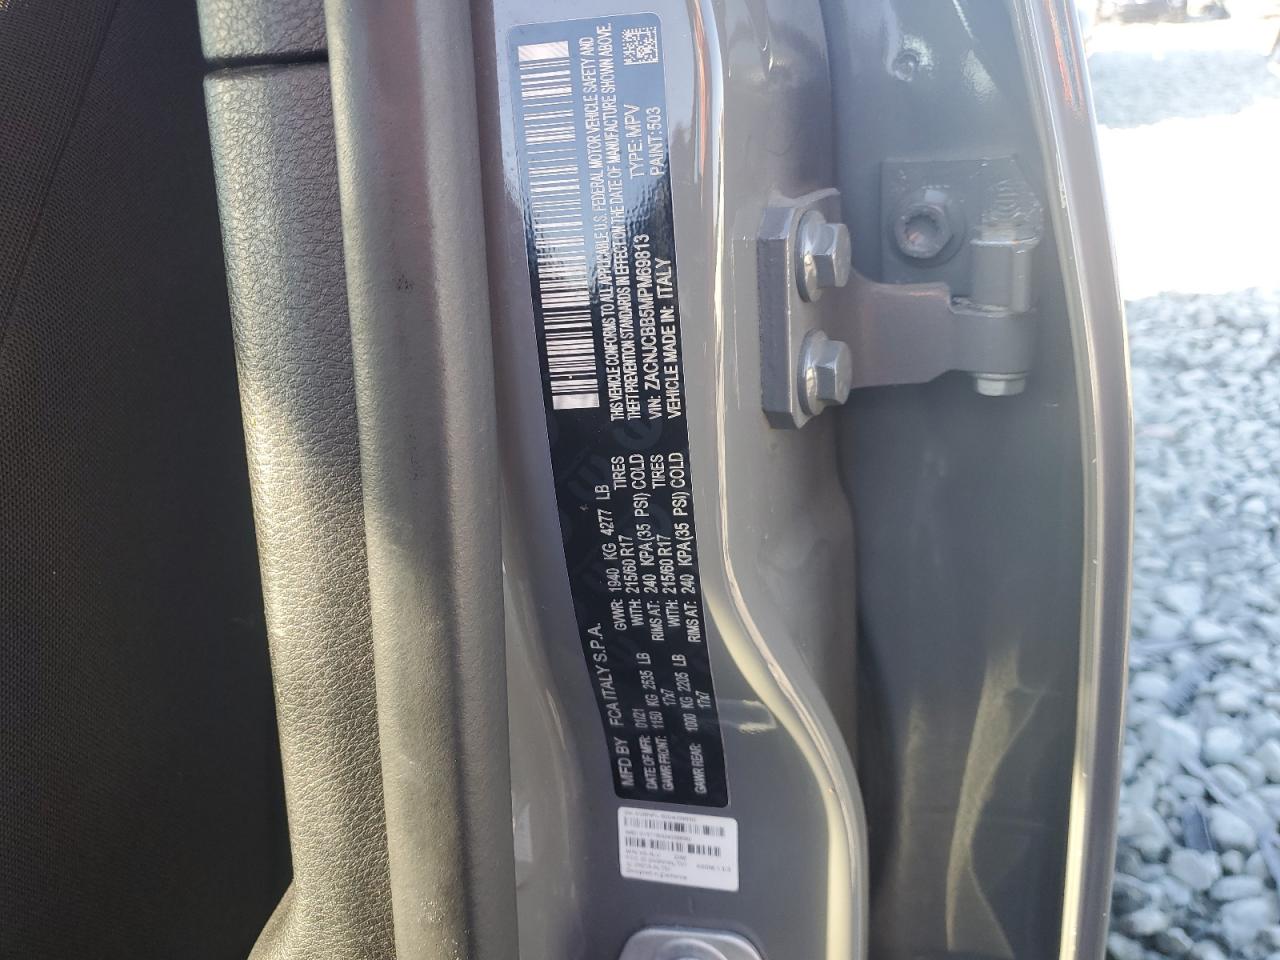 MFD BY FCA ITALY S.P.A.
DATE OF MFR: 01/21 GVWR: 1940 KG 4277 LB
GAWR FRONT: 1150 KG 2535 LB WITH: 215/60 R17 TIRES
17x7 RIMS AT: 240 KPA(35 PSI) COLD
GAWR REAR: 1000 KG 2205 LB WITH: 215/60 R17 TIRES
17x7 RIMS AT: 240 KPA(35 PSI) COLD
THIS VEHICLE CONFORMS TO ALL APPLICABLE U.S. FEDERAL MOTOR VEHICLE SAFETY AND
THEFT PREVENTION STANDARDS IN EFFECT ON THE DATE OF MANUFACTURE SHOWN ABOVE.
VIN: ZACNJCBB5MPM69813 TYPE: MPV
VEHICLE MADE IN: ITALY PAINT: 503